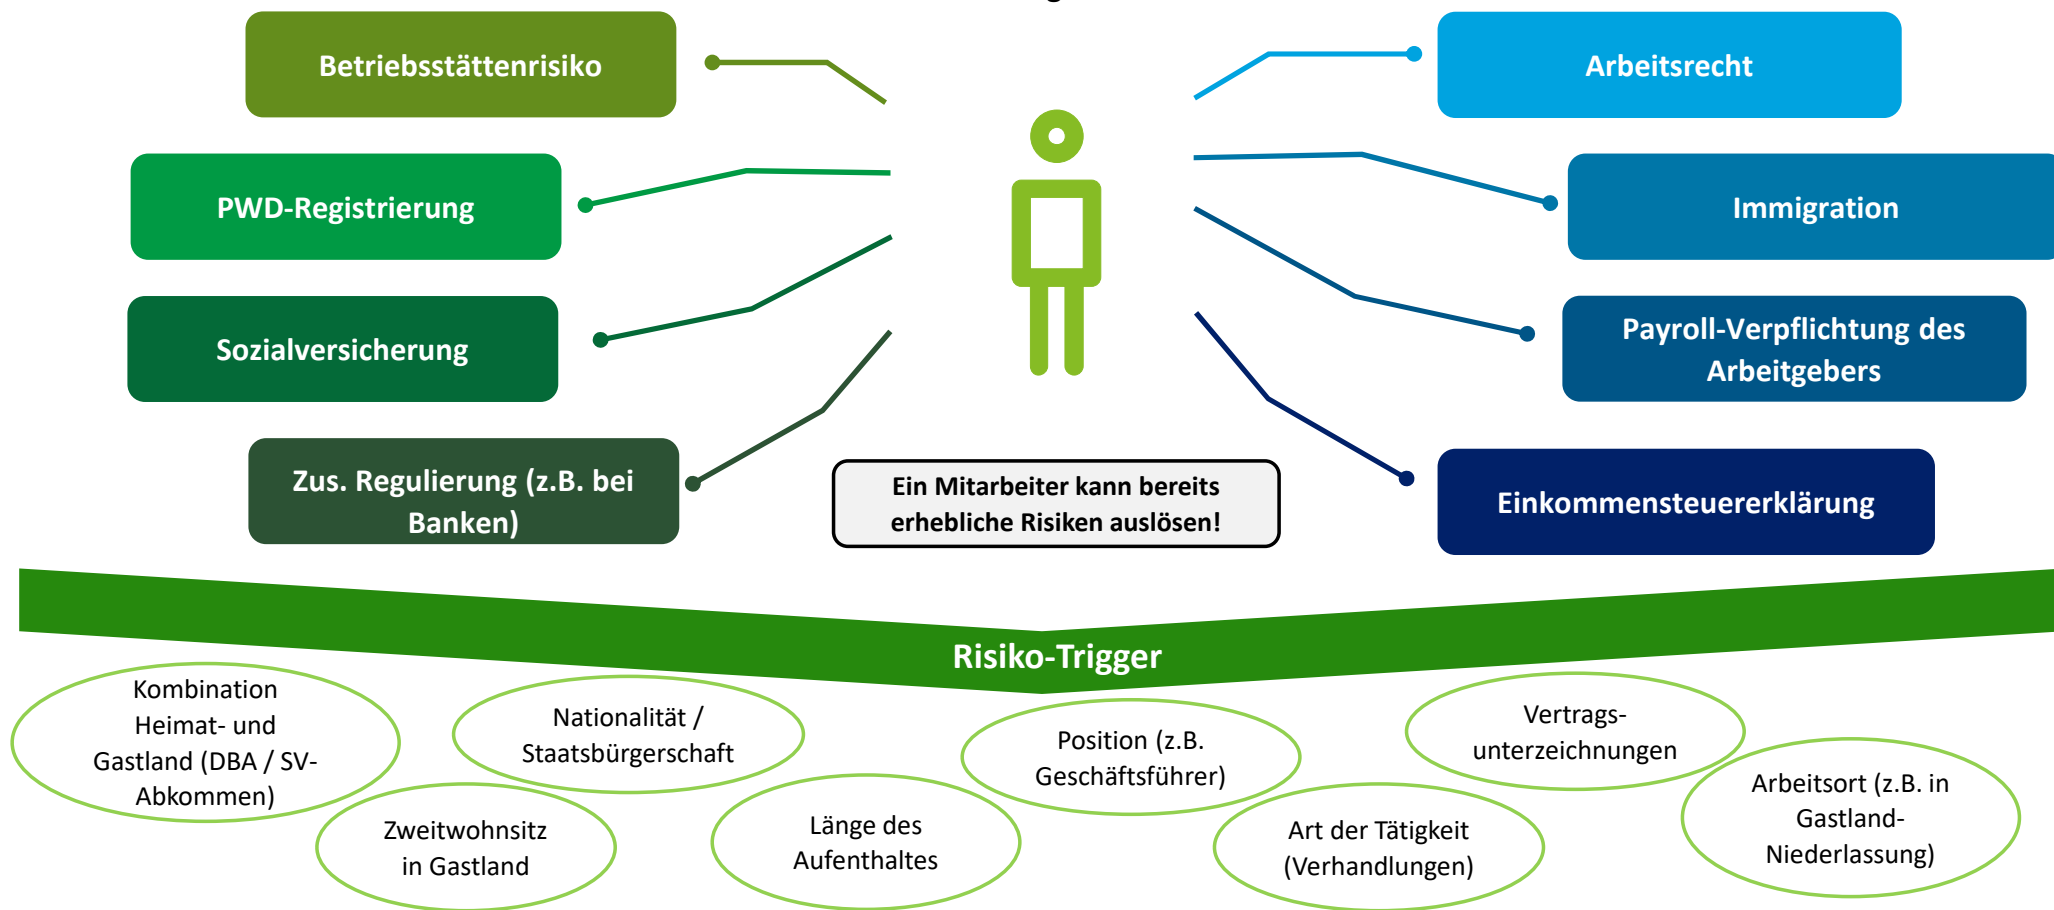 Betriebsstättenrisiko
Arbeitsrecht
PWD-Registrierung
Immigration
Sozialversicherung
Payroll-Verpflichtung des
Arbeitgebers
Zus. Regulierung (z.B. bei
Banken)
Ein Mitarbeiter kann bereits
erhebliche Risiken auslösen!
Einkommensteuererklärung
Risiko-Trigger
Kombination
Heimat- und
Gastland (DBA / SV-
Abkommen)
Zweitwohnsitz
in Gastland
Nationalität /
Staatsbürgerschaft
Länge des
Aufenthaltes
Position (z.B.
Geschäftsführer)
Art der Tätigkeit
(Verhandlungen)
Vertrags-
unterzeichnungen
Arbeitsort (z.B. in
Gastland-
Niederlassung)